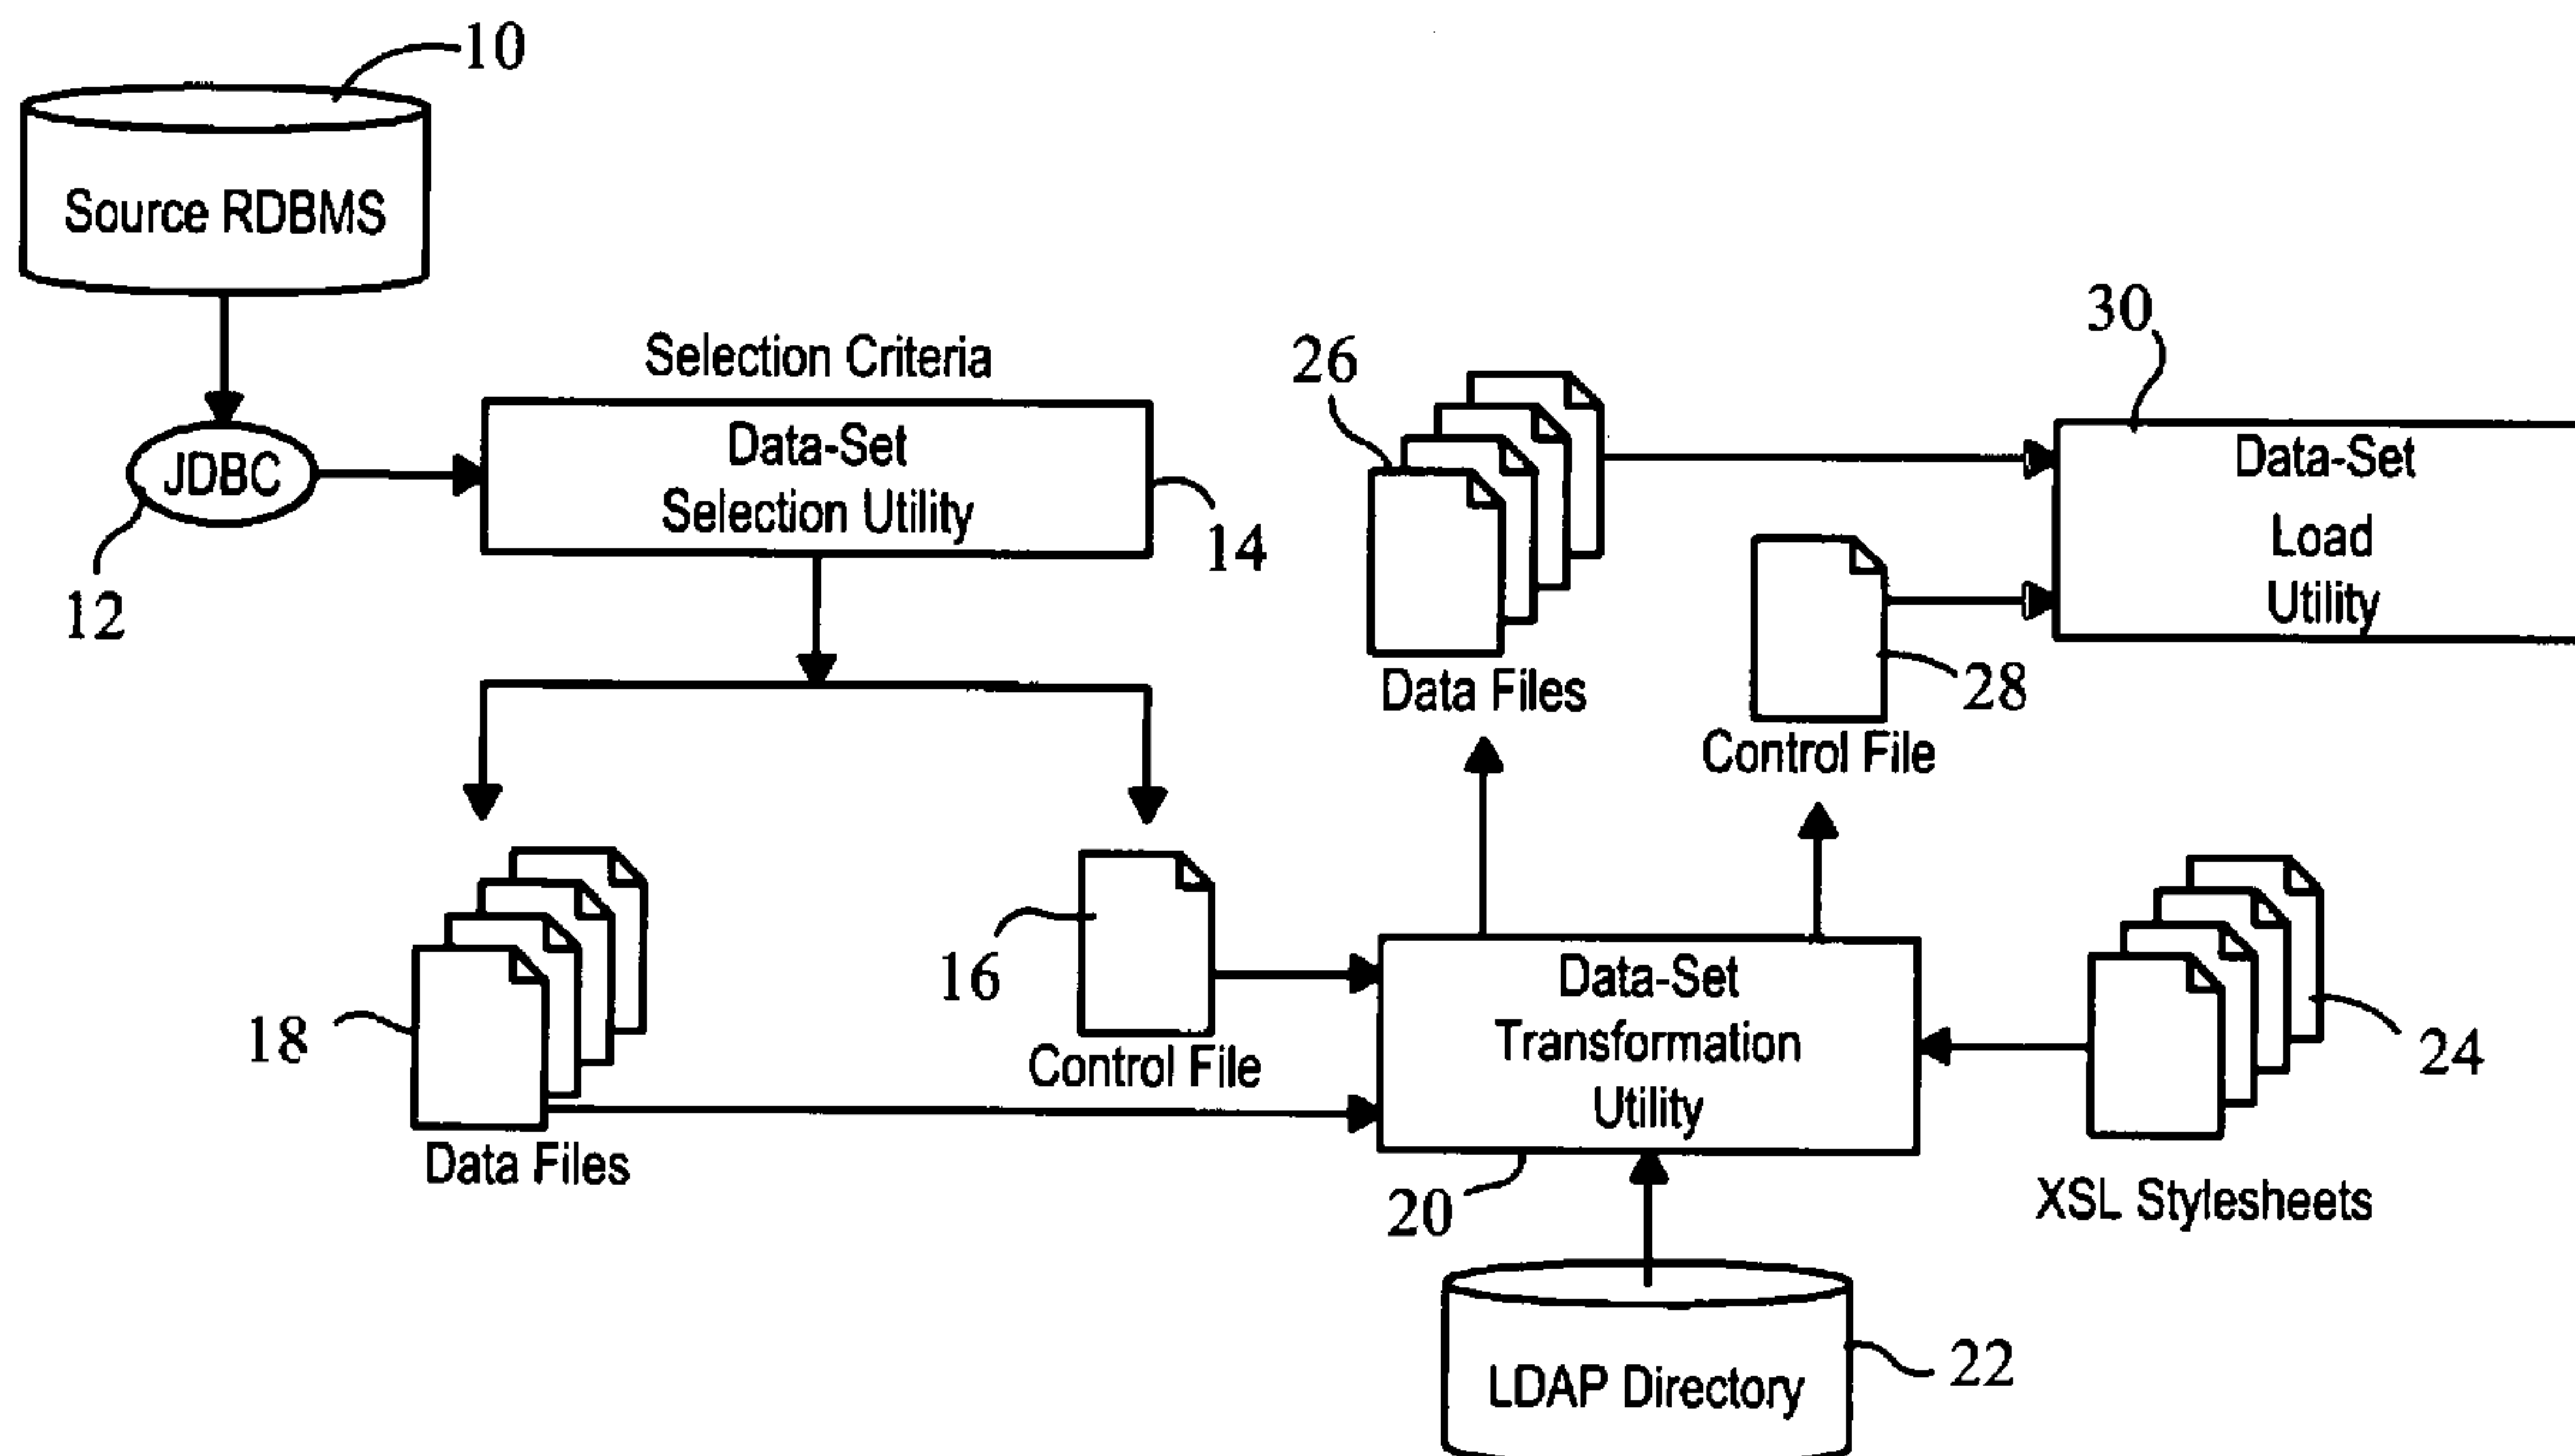 10
Source RDBMS
JDBC
12
Selection Criteria
Data-Set
Selection Utility
14
18
Data Files
16
Control File
26
Data Files
28
Control File
30
Data-Set
Load
Utility
Data-Set
Transformation
Utility
20
24
XSL Stylesheets
LDAP Directory
22